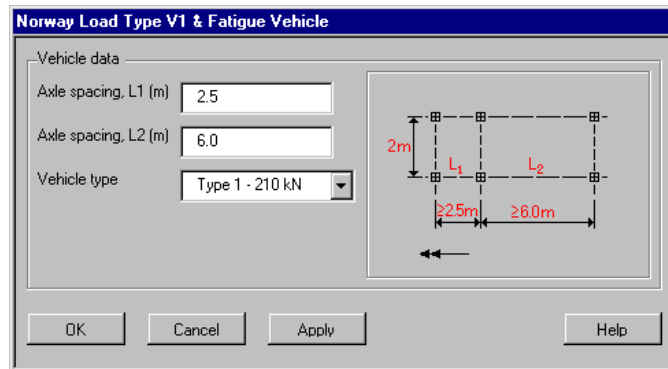 Norway Load Type V1 & Fatigue Vehicle
Vehicle data
Axle spacing, L1 (m) 2.5
Axle spacing, L2 (m) 6.0
Vehicle type Type 1 - 210 kN
2m
L₁ L₂
≥2.5m ≥6.0m
OK Cancel Apply Help